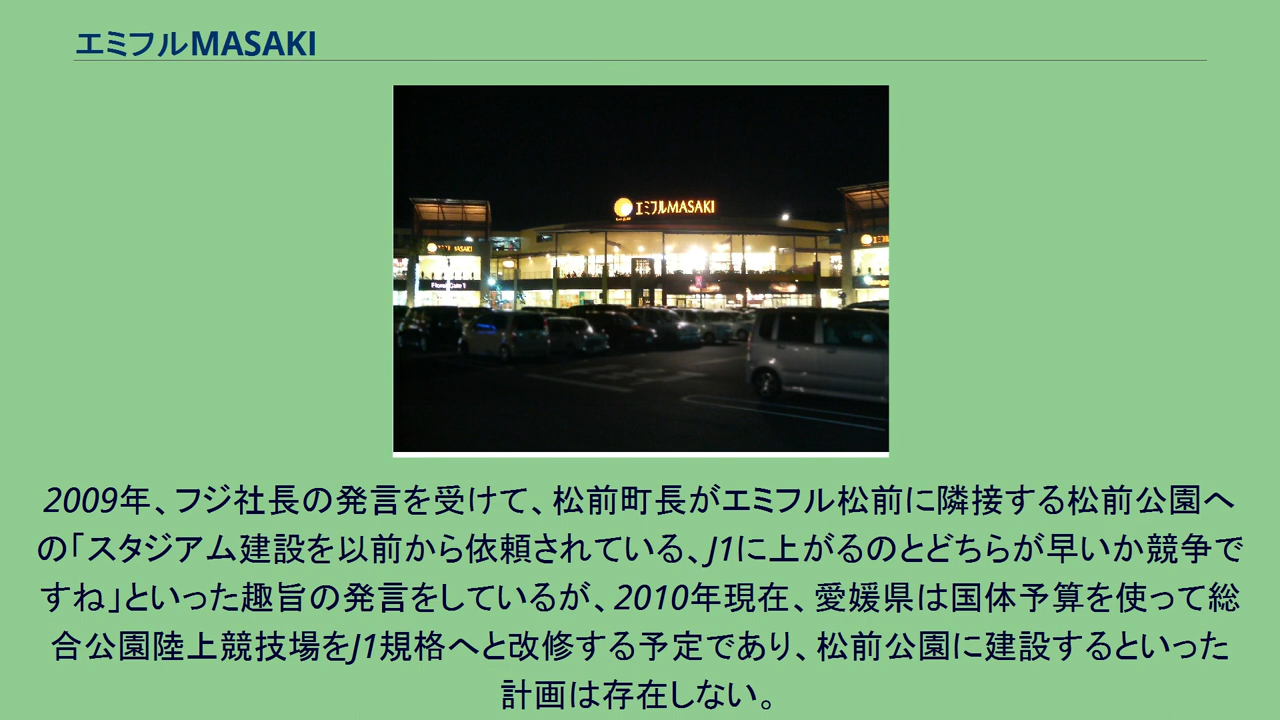 エミフルMASAKI
エミフルMASAKI
エミフル MASAKI
2009年、フジ社長の発言を受けて、松前町長がエミフル松前に隣接する松前公園へ
の「スタジアム建設を以前から依頼されている、J1に上がるのとどちらが早いか競争で
すね」といった趣旨の発言をしているが、2010年現在、愛媛県は国体予算を使って総
合公園陸上競技場をJ1規格へと改修する予定であり、松前公園に建設するといった
計画は存在しない。